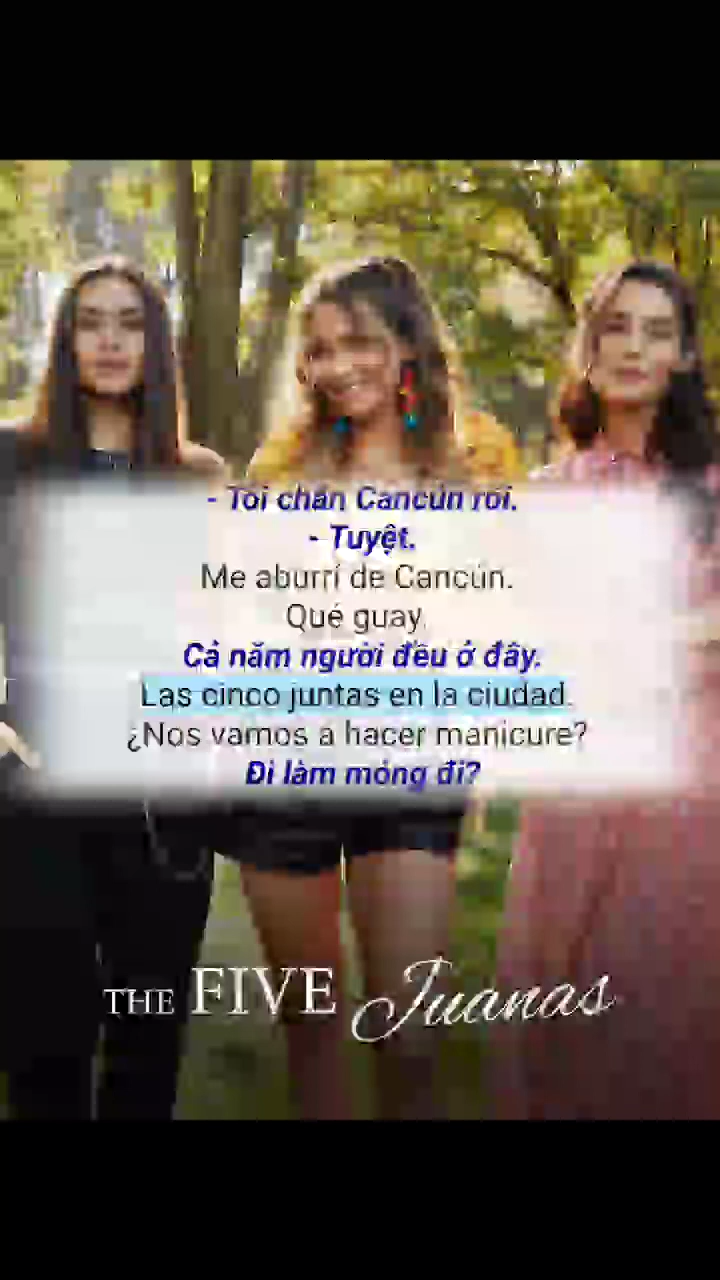 - Tôi chán Cancún rồi.
- Tuyệt.
Me aburrí de Cancún.
Qué guay.
Cả năm người đều ở đây.
Las cinco juntas en la ciudad.
¿Nos vamos a hacer manicure?
Đi làm móng đi?
THE FIVE Juanas